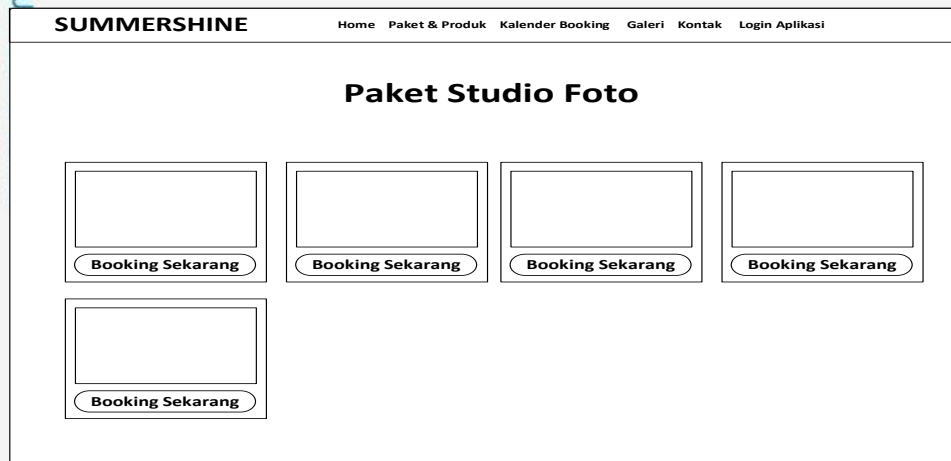 SUMMERSHINE Home Paket & Produk Kalender Booking Galeri Kontak Login Aplikasi
Paket Studio Foto
Booking Sekarang Booking Sekarang Booking Sekarang Booking Sekarang
Booking Sekarang